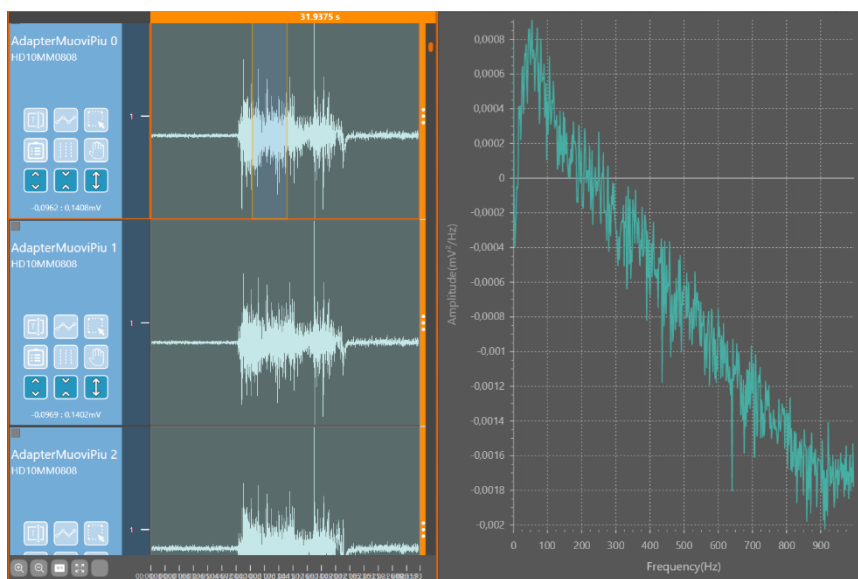 31.9375 s
AdapterMuoviPiu 0
HD10MM0808
1
-0.0962 : 0.1408mV
AdapterMuoviPiu 1
HD10MM0808
1
-0.0969 : 0.1402mV
AdapterMuoviPiu 2
HD10MM0808
1
0,0008
0,0006
0,0004
0,0002
0
-0,0002
-0,0004
-0,0006
-0,0008
-0,001
-0,0012
-0,0014
-0,0016
-0,0018
-0,002
Amplitude(mV²/Hz)
0 100 200 300 400 500 600 700 800 900
Frequency(Hz)